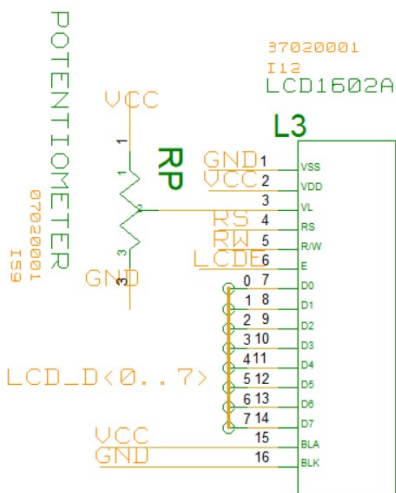 POTENTIOMETER
07020001
I59
VCC
1
1
RP
2
3
3
GND
37020001
I12
LCD1602A
L3
GND 1 VSS
VCC 2 VDD
3 VL
RS 4 RS
RW 5 R/W
LCDE 6 E
0 7 D0
1 8 D1
2 9 D2
3 10 D3
4 11 D4
5 12 D5
6 13 D6
7 14 D7
LCD_D<0..7>
VCC 15 BLA
GND 16 BLK